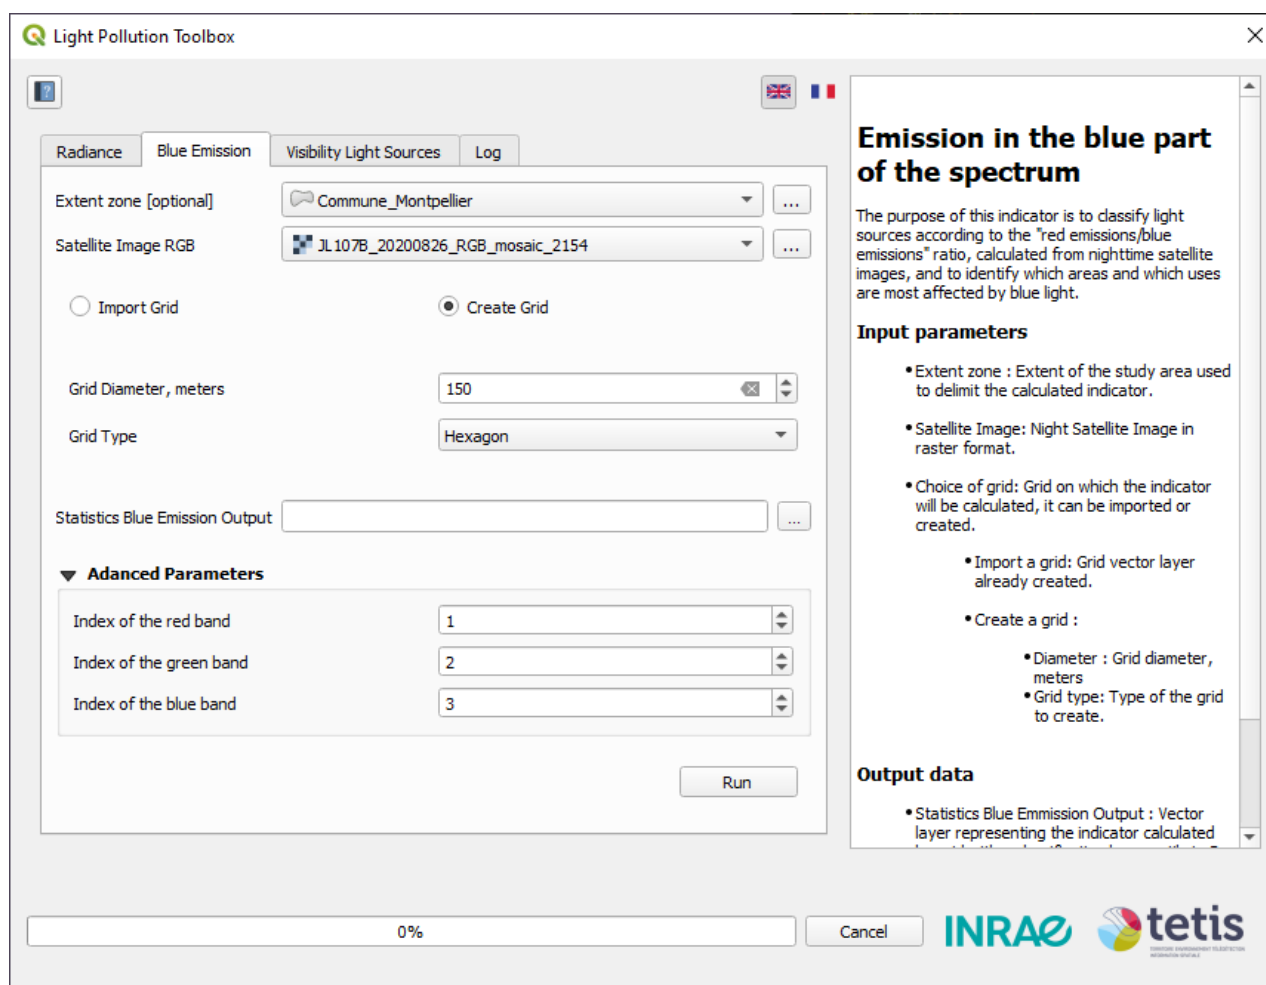 Light Pollution Toolbox
Radiance
Blue Emission
Visibility Light Sources
Log
Extent zone [optional]
Commune_Montpellier
...
Satellite Image RGB
JL107B_20200826_RGB_mosaic_2154
...
Import Grid
Create Grid
Grid Diameter, meters
150
Grid Type
Hexagon
Statistics Blue Emission Output
...
Adanced Parameters
Index of the red band
1
Index of the green band
2
Index of the blue band
3
Run
Emission in the blue part
of the spectrum
The purpose of this indicator is to classify light
sources according to the "red emissions/blue
emissions" ratio, calculated from nighttime satellite
images, and to identify which areas and which uses
are most affected by blue light.
Input parameters
• Extent zone : Extent of the study area used
to delimit the calculated indicator.
• Satellite Image: Night Satellite Image in
raster format.
• Choice of grid: Grid on which the indicator
will be calculated, it can be imported or
created.
• Import a grid: Grid vector layer
already created.
• Create a grid :
• Diameter : Grid diameter,
meters
• Grid type: Type of the grid
to create.
Output data
• Statistics Blue Emmission Output : Vector
layer representing the indicator calculated
0%
Cancel
INRAE
tetis